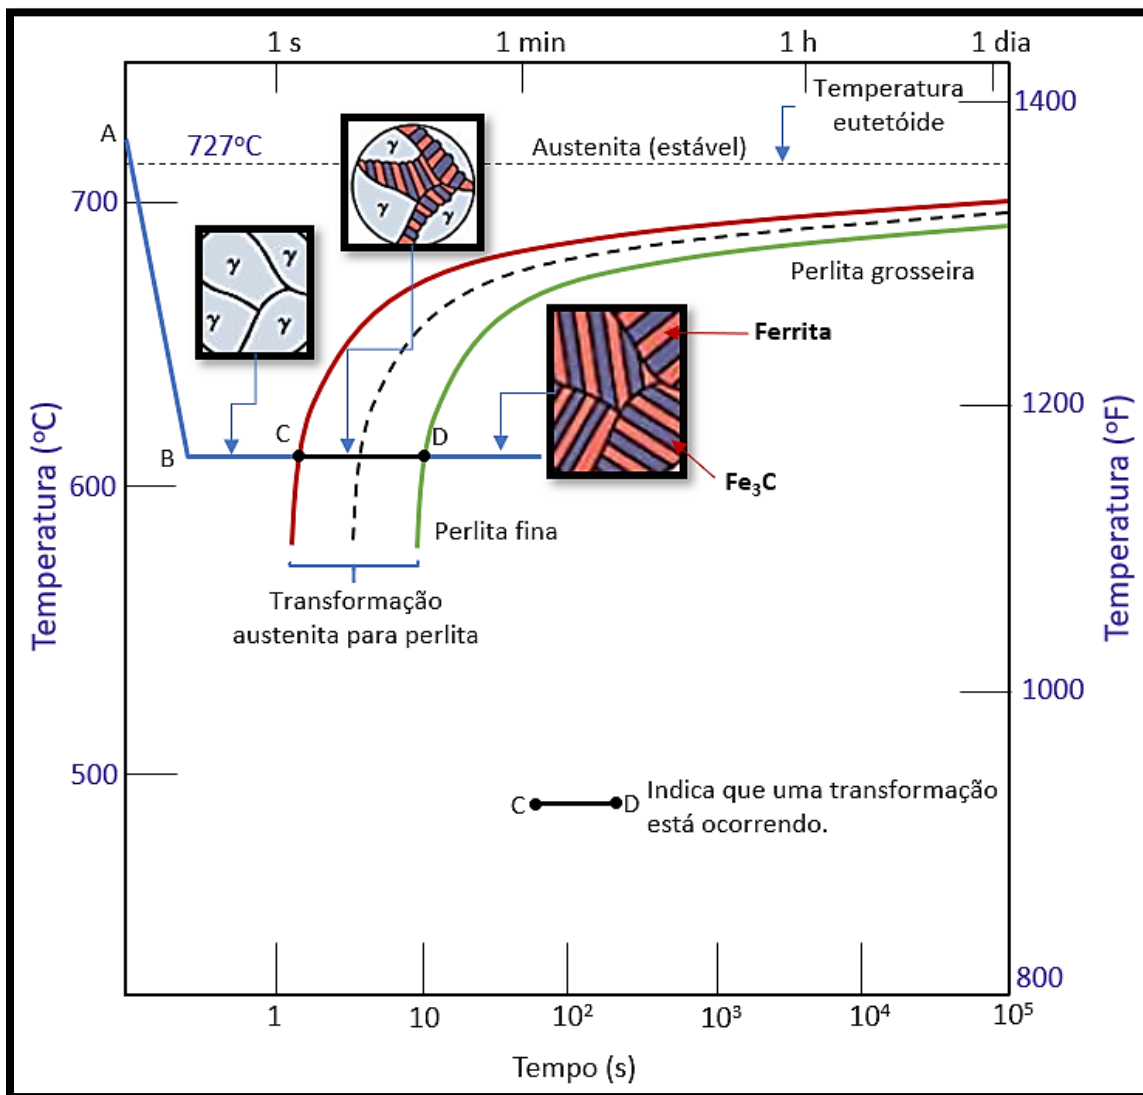 1 s
1 min
1 h
1 dia
Temperatura
eutetóide
1400
A
727°C
Austenita (estável)
700
γ
γ
γ
γ
γ
γ
γ
Perlita grosseira
Ferrita
1200
C
D
B
600
Fe₃C
Perlita fina
Transformação
austenita para perlita
Temperatura (°C)
Temperatura (°F)
1000
500
C
D
Indica que uma transformação
está ocorrendo.
800
1
10
10²
10³
10⁴
10⁵
Tempo (s)